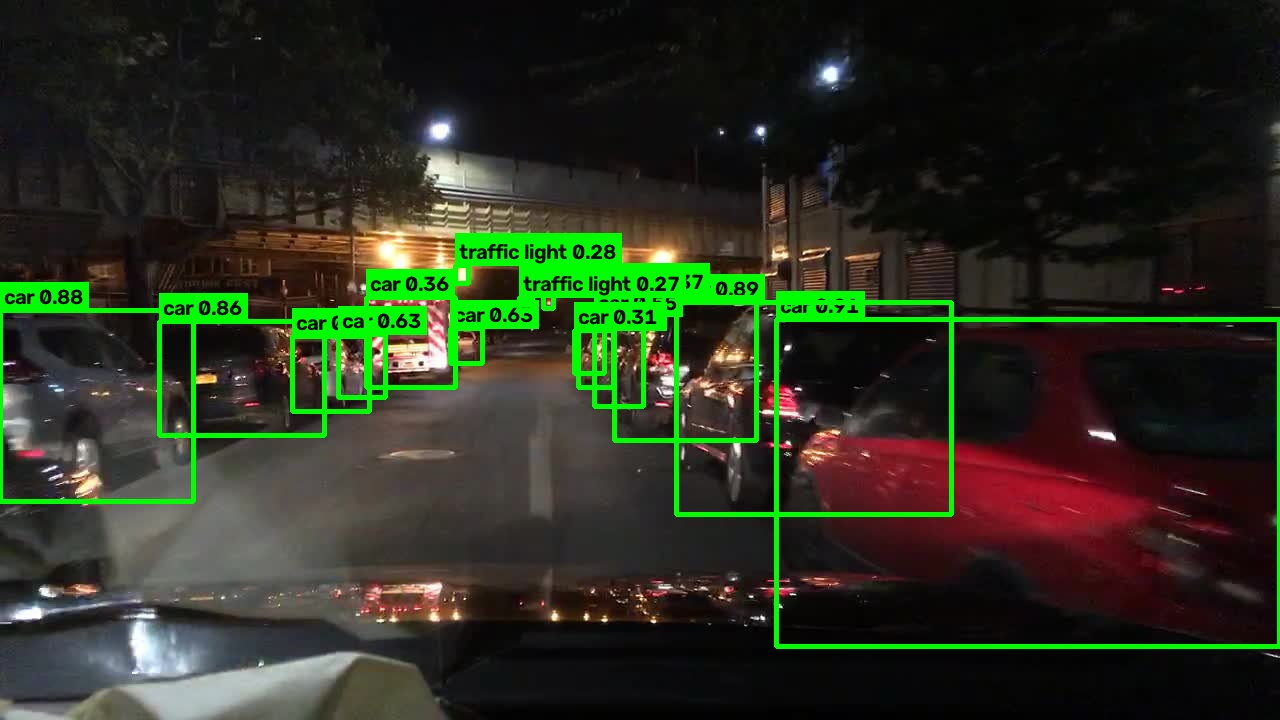 traffic light 0.28
car 0.36
traffic light 0.27
0.89
car 0.88
car 0.86
car 0.91
car 0.63
car 0.63
car 0.31